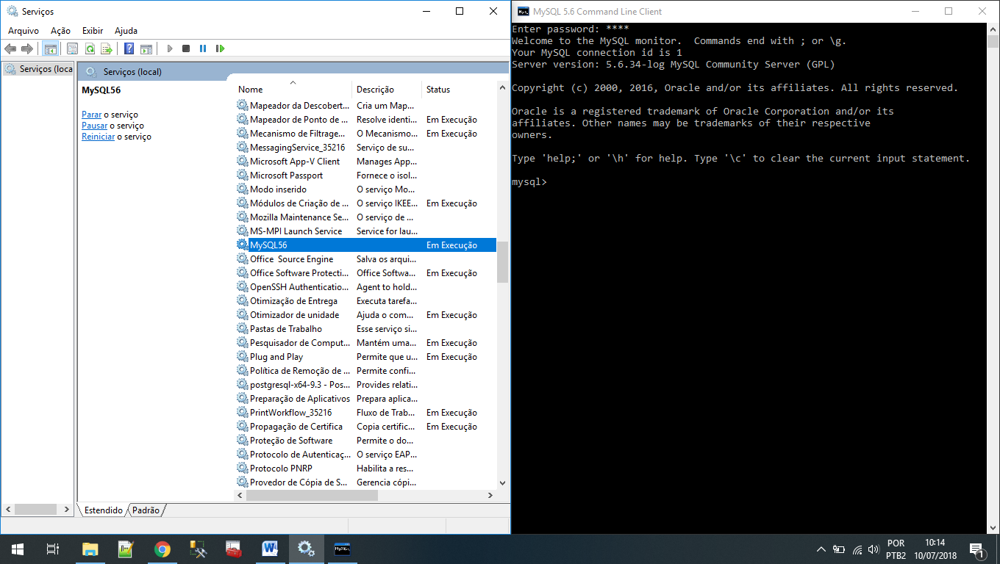 Serviços
Arquivo Ação Exibir Ajuda
Serviços (loca
Serviços (local)
MySQL56
Parar o serviço
Pausar o serviço
Reiniciar o serviço
Nome Descrição Status
Mapeador da Descobert... Cria um Map...
Mapeador de Ponto de ... Resolve identi... Em Execução
Mecanismo de Filtrage... O Mecanismo... Em Execução
MessagingService_35216 Serviço de su...
Microsoft App-V Client Manages App...
Microsoft Passport Fornece o isol...
Modo inserido O serviço Mo...
Módulos de Criação de ... O serviço IKEE... Em Execução
Mozilla Maintenance Se... O serviço de ...
MS-MPI Launch Service Service for lau...
MySQL56 Em Execução
Office  Source Engine Salva os arqui...
Office Software Protecti... Office Softwa... Em Execução
OpenSSH Authenticatio... Agent to hold...
Otimização de Entrega Executa tarefa...
Otimizador de unidade Ajuda o com... Em Execução
Pastas de Trabalho Esse serviço si...
Pesquisador de Comput... Mantém uma... Em Execução
Plug and Play Permite que u... Em Execução
Política de Remoção de ... Permite confi...
postgresql-x64-9.3 - Pos... Provides relati...
Preparação de Aplicativos Prepara aplica...
PrintWorkflow_35216 Fluxo de Trab... Em Execução
Propagação de Certifica Copia certific... Em Execução
Proteção de Software Permite o do...
Protocolo de Autenticaç... O serviço EAP...
Protocolo PNRP Habilita a res...
Provedor de Cópia de S... Gerencia cópi...
Estendido Padrão
MySQL 5.6 Command Line Client
Enter password: ****
Welcome to the MySQL monitor.  Commands end with ; or \g.
Your MySQL connection id is 1
Server version: 5.6.34-log MySQL Community Server (GPL)
Copyright (c) 2000, 2016, Oracle and/or its affiliates. All rights reserved.
Oracle is a registered trademark of Oracle Corporation and/or its
affiliates. Other names may be trademarks of their respective
owners.
Type 'help;' or '\h' for help. Type '\c' to clear the current input statement.
mysql>
POR 10:14
PTB2 10/07/2018
1